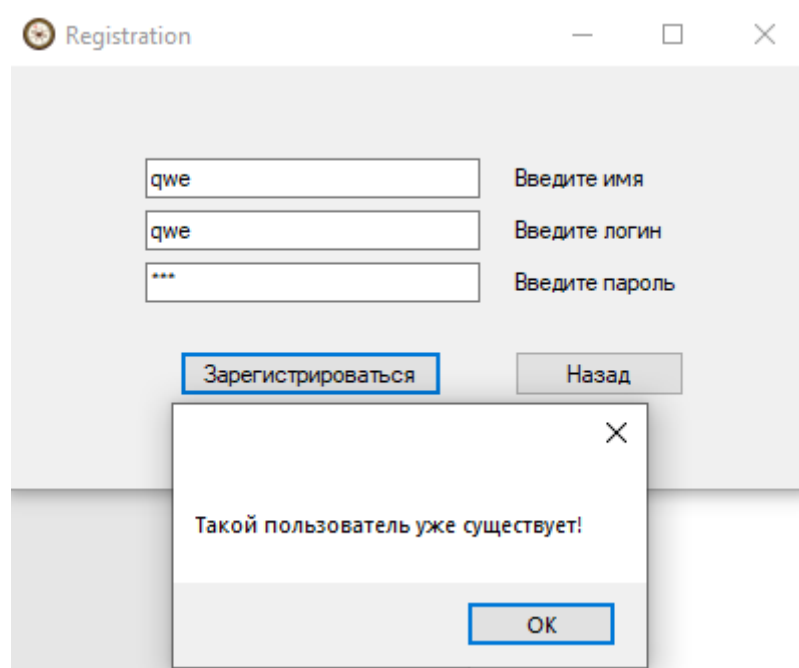 Registration
qwe Введите имя
qwe Введите логин
*** Введите пароль
Зарегистрироваться Назад
Такой пользователь уже существует!
OK